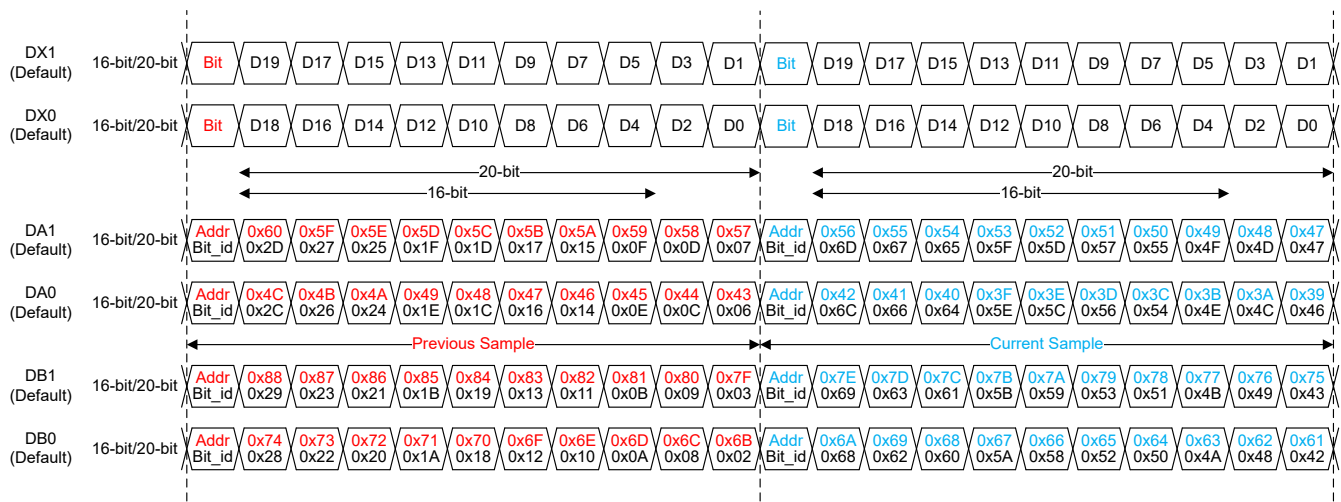 DX1
(Default)
16-bit/20-bit
Bit D19 D17 D15 D13 D11 D9 D7 D5 D3 D1 Bit D19 D17 D15 D13 D11 D9 D7 D5 D3 D1
DX0
(Default)
16-bit/20-bit
Bit D18 D16 D14 D12 D10 D8 D6 D4 D2 D0 Bit D18 D16 D14 D12 D10 D8 D6 D4 D2 D0
20-bit 20-bit
16-bit 16-bit
DA1
(Default)
16-bit/20-bit
Addr 0x60 0x5F 0x5E 0x5D 0x5C 0x5B 0x5A 0x59 0x58 0x57 Addr 0x56 0x55 0x54 0x53 0x52 0x51 0x50 0x49 0x48 0x47
Bit_id 0x2D 0x27 0x25 0x1F 0x1D 0x17 0x15 0x0F 0x0D 0x07 Bit_id 0x6D 0x67 0x65 0x5F 0x5D 0x57 0x55 0x4F 0x4D 0x47
DA0
(Default)
16-bit/20-bit
Addr 0x4C 0x4B 0x4A 0x49 0x48 0x47 0x46 0x45 0x44 0x43 Addr 0x42 0x41 0x40 0x3F 0x3E 0x3D 0x3C 0x3B 0x3A 0x39
Bit_id 0x2C 0x26 0x24 0x1E 0x1C 0x16 0x14 0x0E 0x0C 0x06 Bit_id 0x6C 0x66 0x64 0x5E 0x5C 0x56 0x54 0x4E 0x4C 0x46
Previous Sample Current Sample
DB1
(Default)
16-bit/20-bit
Addr 0x88 0x87 0x86 0x85 0x84 0x83 0x82 0x81 0x80 0x7F Addr 0x7E 0x7D 0x7C 0x7B 0x7A 0x79 0x78 0x77 0x76 0x75
Bit_id 0x29 0x23 0x21 0x1B 0x19 0x13 0x11 0x0B 0x09 0x03 Bit_id 0x69 0x63 0x61 0x5B 0x59 0x53 0x51 0x4B 0x49 0x43
DB0
(Default)
16-bit/20-bit
Addr 0x74 0x73 0x72 0x71 0x70 0x6F 0x6E 0x6D 0x6C 0x6B Addr 0x6A 0x69 0x68 0x67 0x66 0x65 0x64 0x63 0x62 0x61
Bit_id 0x28 0x22 0x20 0x1A 0x18 0x12 0x10 0x0A 0x08 0x02 Bit_id 0x68 0x62 0x60 0x5A 0x58 0x52 0x50 0x4A 0x48 0x42